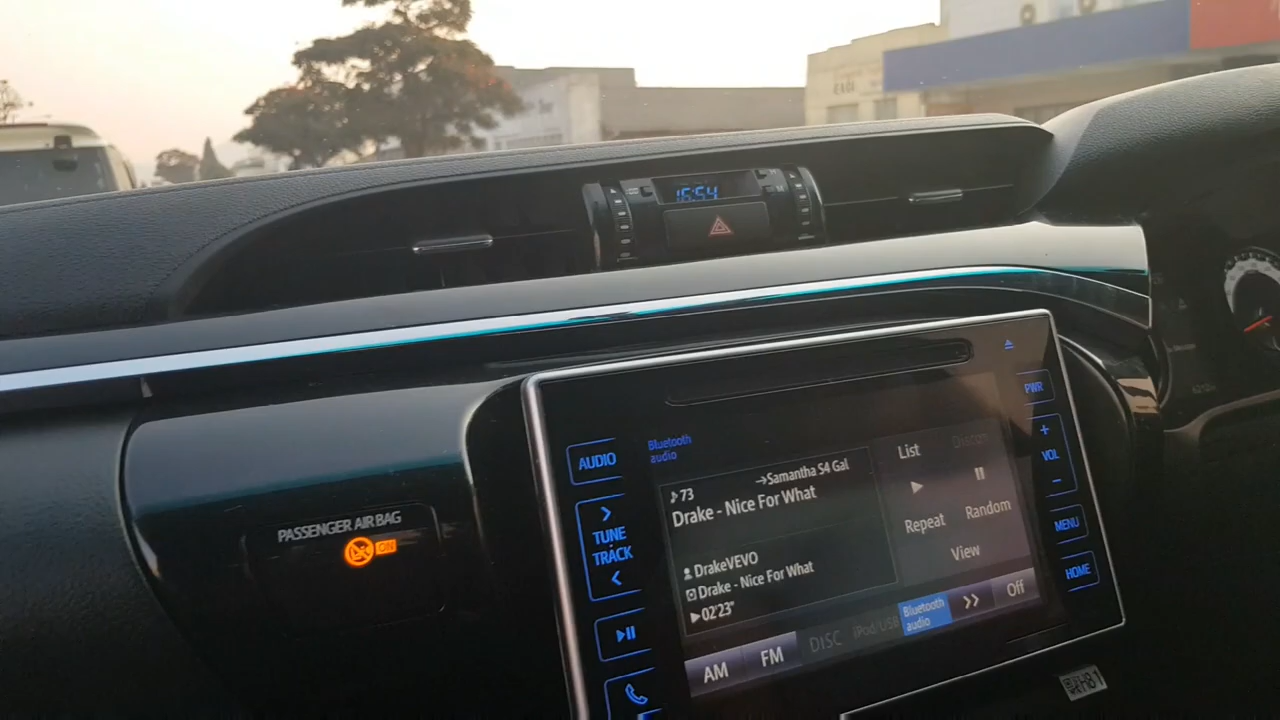 16:54
PWR
AUDIO
Bluetooth
audio
+
VOL
-
♪73
→Samantha S4 Gal
Drake - Nice For What
List
Discon
>
TUNE
TRACK
<
Repeat
Random
MENU
PASSENGER AIR BAG
ON
DrakeVEVO
Drake - Nice For What
▶02'23"
View
HOME
AM
FM
DISC
iPod/USB
Bluetooth
audio
>>
Off